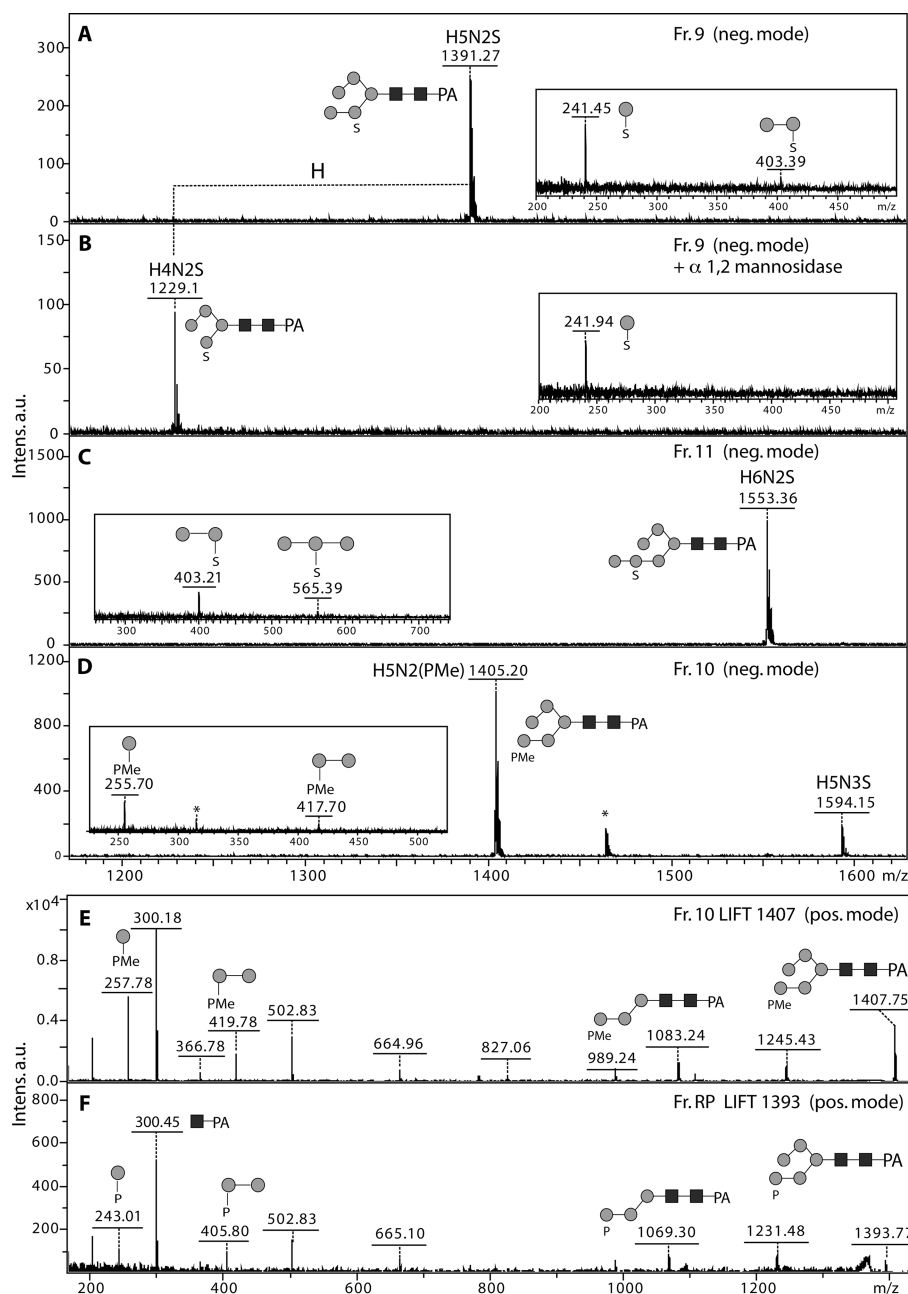 A
H5N2S
1391.27
Fr. 9 (neg. mode)
300
200
100
0
PA
S
H
241.45
S
403.39
S
200 250 300 350 400 450 m/z
B
H4N2S
1229.1
Fr. 9 (neg. mode)
+ α 1,2 mannosidase
150
100
50
0
PA
S
241.94
S
200 250 300 350 400 450 m/z
Intens. a.u.
C
Fr. 11 (neg. mode)
H6N2S
1553.36
1500
1000
500
0
PA
S
S
403.21
S
565.39
300 400 500 600 700
D
H5N2(PMe) 1405.20
Fr. 10 (neg. mode)
1200
800
400
0
PA
PMe
PMe
255.70
*
PMe
417.70
250 300 350 400 450 500
*
H5N3S
1594.15
1200 1300 1400 1500 1600 m/z
E
Fr. 10 LIFT 1407 (pos. mode)
x10⁴
0.8
0.4
0.0
300.18
PMe
257.78
366.78
PMe
419.78
502.83
664.96
827.06
PMe
PA
989.24
1083.24
1245.43
PMe
PA
1407.75
Intens. a.u.
F
Fr. RP LIFT 1393 (pos. mode)
800
600
400
200
300.45
PA
P
243.01
P
405.80
502.83
665.10
P
PA
1069.30
1231.48
P
PA
1393.77
200 400 600 800 1000 1200 m/z